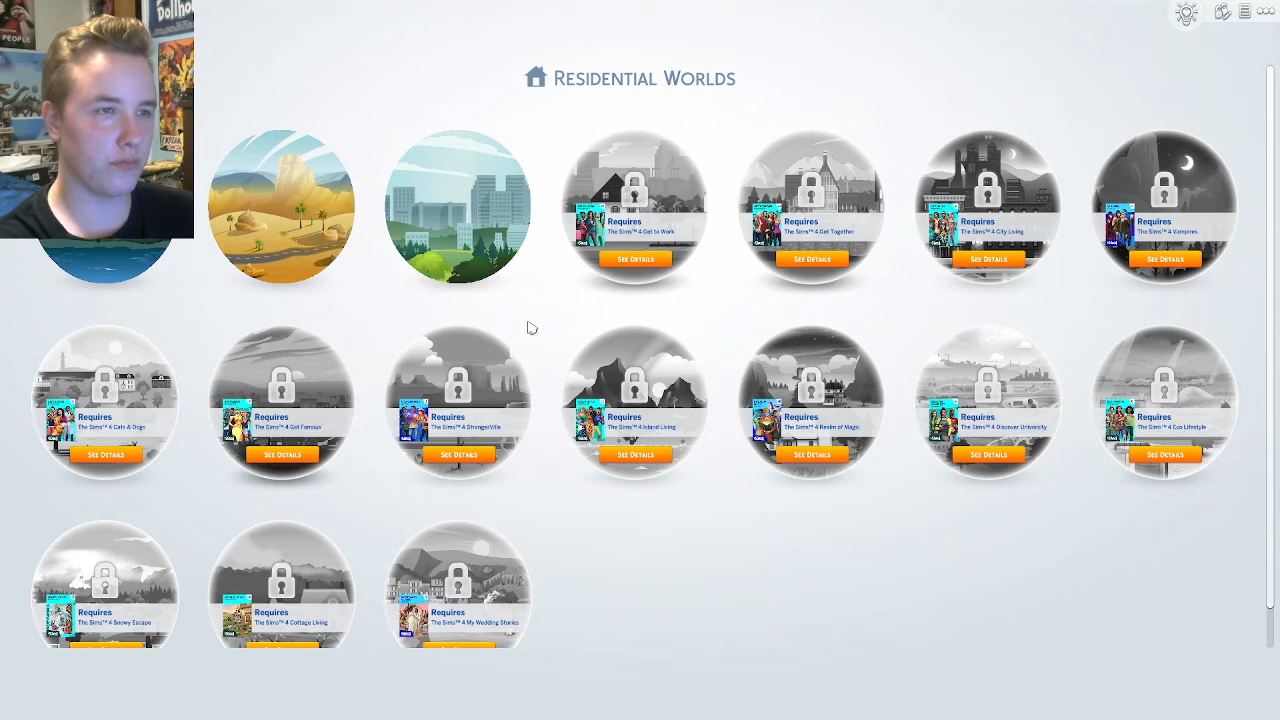 PEOPLE
Dollho
RESIDENTIAL WORLDS
Requires
The Sims™ 4 Get to Work
SEE DETAILS
Requires
The Sims™ 4 Get Together
SEE DETAILS
Requires
The Sims™ 4 City Living
SEE DETAILS
Requires
The Sims™ 4 Vampires
SEE DETAILS
Requires
The Sims™ 4 Cats & Dogs
SEE DETAILS
Requires
The Sims™ 4 Get Famous
SEE DETAILS
Requires
The Sims™ 4 StrangerVille
SEE DETAILS
Requires
The Sims™ 4 Island Living
SEE DETAILS
Requires
The Sims™ 4 Realm of Magic
SEE DETAILS
Requires
The Sims™ 4 Discover University
SEE DETAILS
Requires
The Sims™ 4 Eco Lifestyle
SEE DETAILS
Requires
The Sims™ 4 Snowy Escape
Requires
The Sims™ 4 Cottage Living
Requires
The Sims™ 4 My Wedding Stories